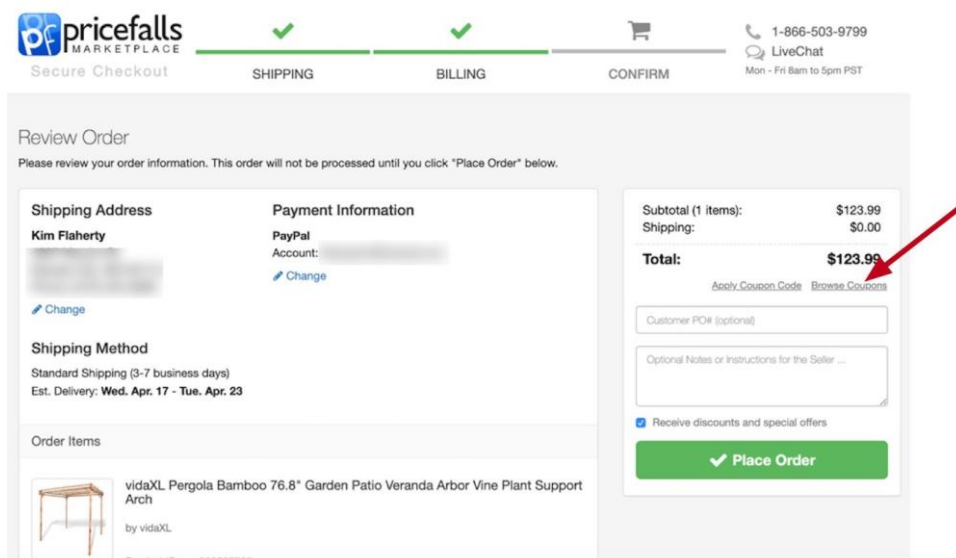 pricefalls
MARKETPLACE
Secure Checkout
SHIPPING
BILLING
CONFIRM
1-866-503-9799
LiveChat
Mon - Fri 8am to 5pm PST
Review Order
Please review your order information. This order will not be processed until you click "Place Order" below.
Shipping Address
Kim Flaherty
Change
Payment Information
PayPal
Account:
Change
Shipping Method
Standard Shipping (3-7 business days)
Est. Delivery: Wed. Apr. 17 - Tue. Apr. 23
Order Items
vidaXL Pergola Bamboo 76.8" Garden Patio Veranda Arbor Vine Plant Support
Arch
by vidaXL
Subtotal (1 items): $123.99
Shipping: $0.00
Total: $123.99
Apply Coupon Code Browse Coupons
Customer PO# (optional)
Optional Notes or Instructions for the Seller ...
Receive discounts and special offers
Place Order